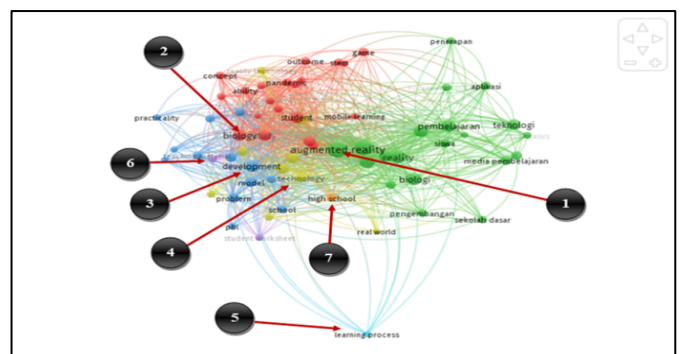 penerapan
game
outcome
stem
concept
pandemic
aplikasi
ability
practicality
student
mobile learning
pembelajaran
teknologi
biology
siswa
augmented reality
reality
media pembelajaran
development
technology
biologi
model
problem
high school
school
pengembangan
sekolah dasar
pbl
real world
student worksheet
learning process
1
2
3
4
5
6
7